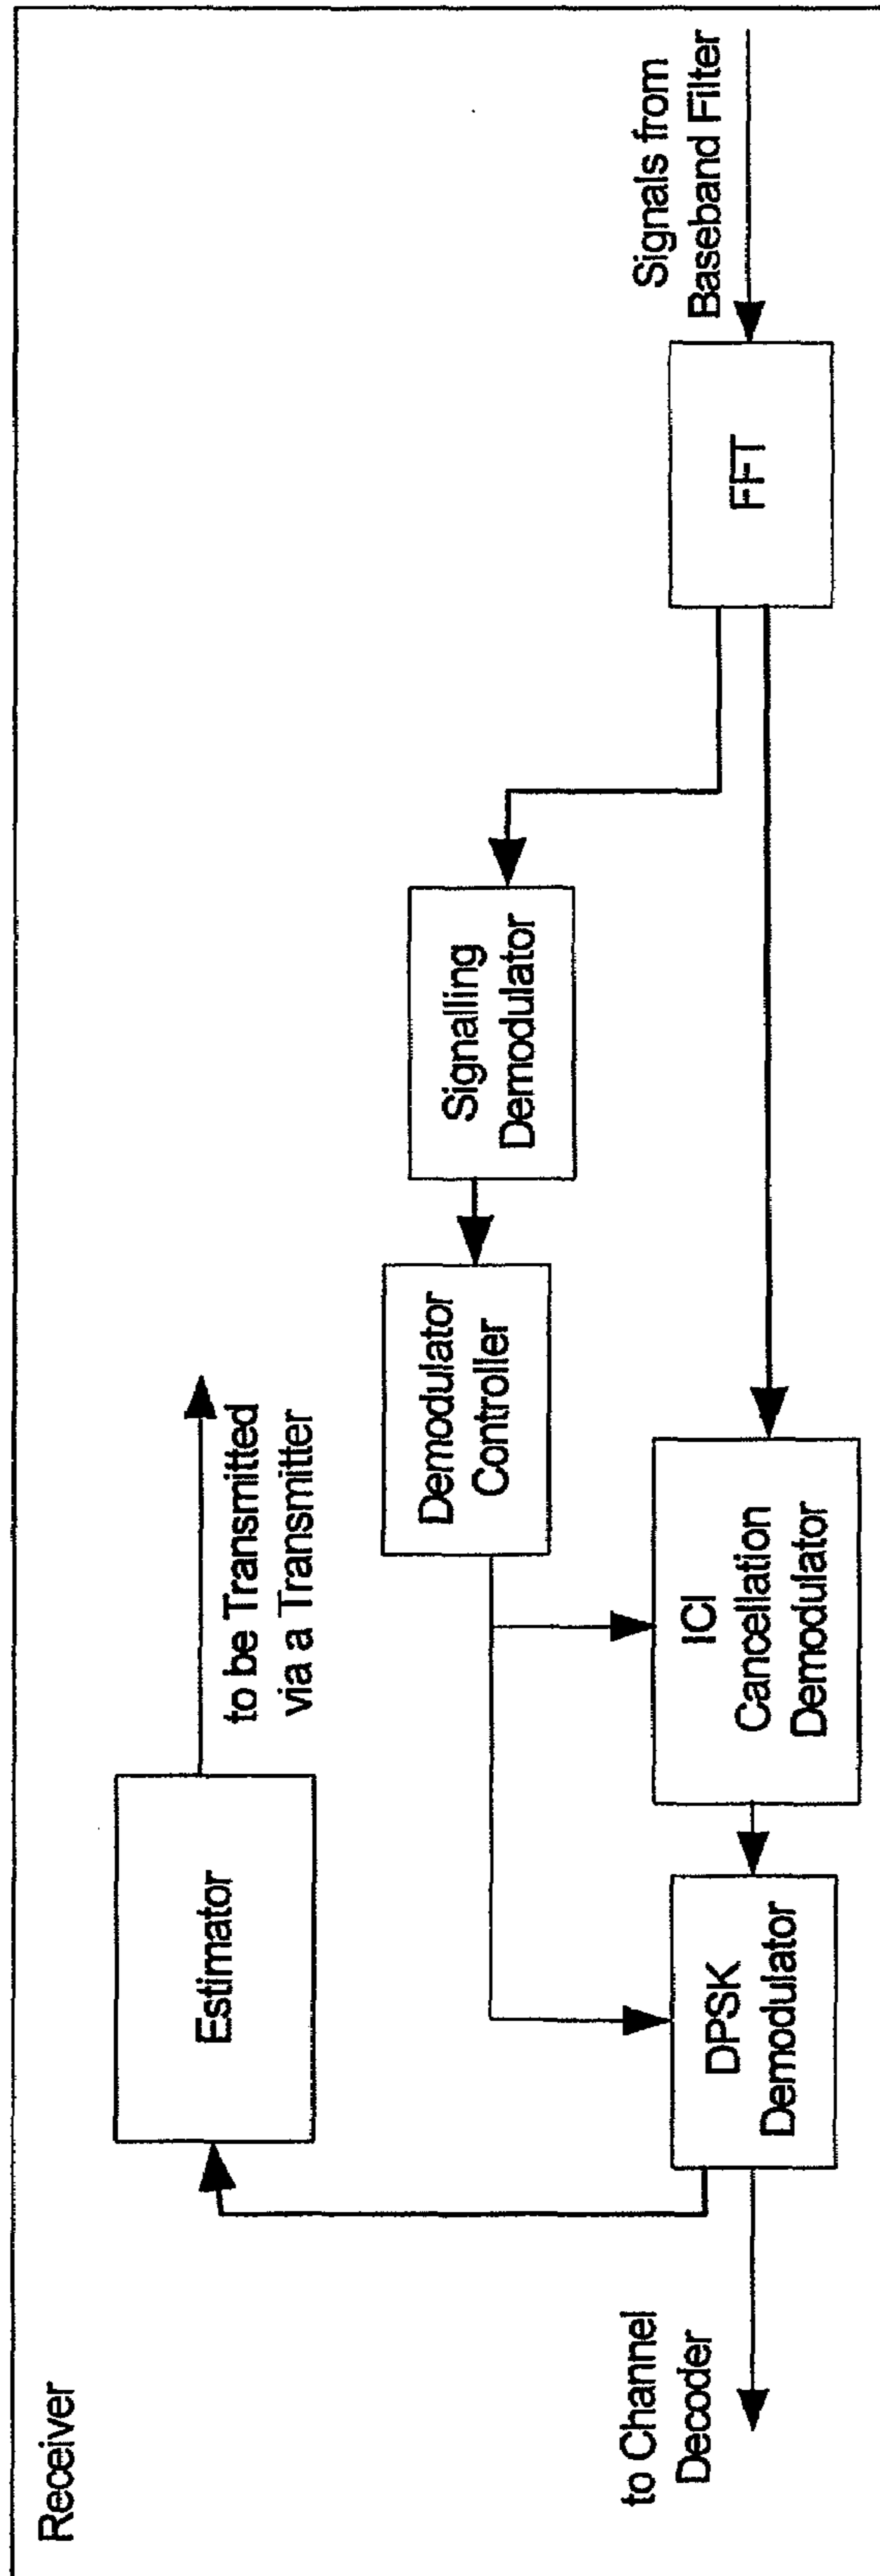 Receiver
Estimator
to be Transmitted
via a Transmitter
Demodulator
Controller
Signalling
Demodulator
Signals from
Baseband Filter
to Channel
Decoder
DPSK
Demodulator
ICI
Cancellation
Demodulator
FFT